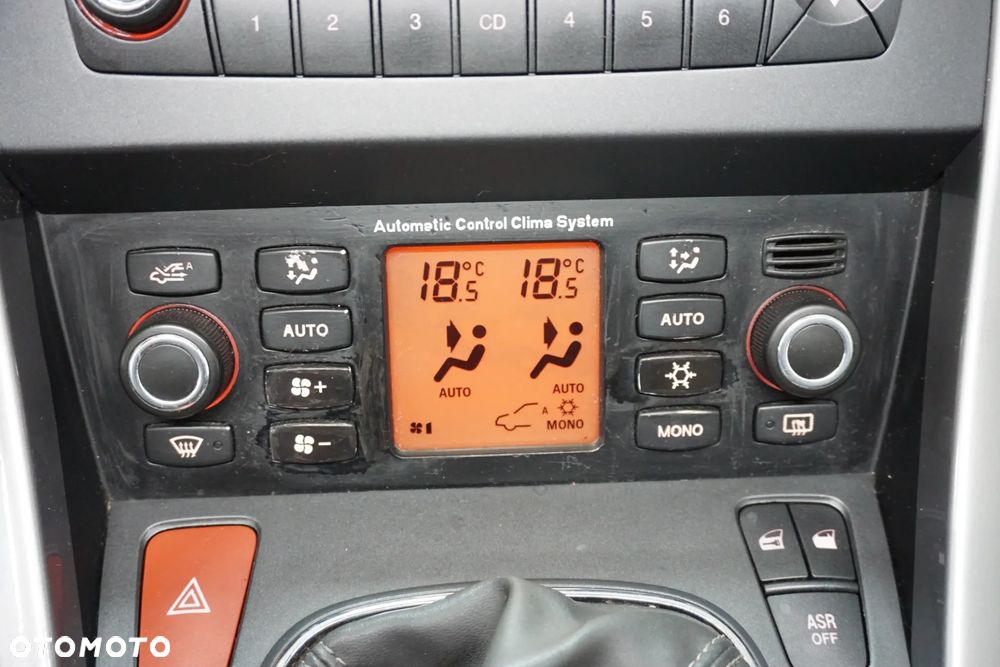 1 2 3 CD 4 5 6
Automatic Control Clima System
A
18.5°C 18.5°C
AUTO
AUTO
AUTO AUTO
+
A
1 MONO
-
MONO
ASR
OFF
OTOMOTO